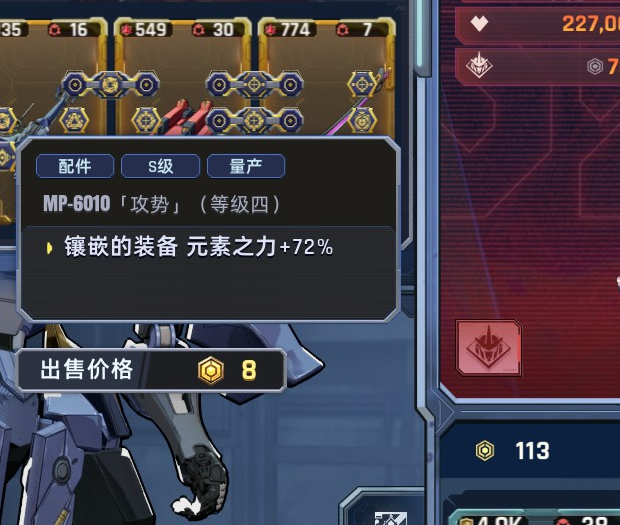 35 16 549 30 774 7
227,0
7
配件 S级 量产
MP-6010「攻势」（等级四）
镶嵌的装备 元素之力+72%
出售价格 8
113
4.9K 28